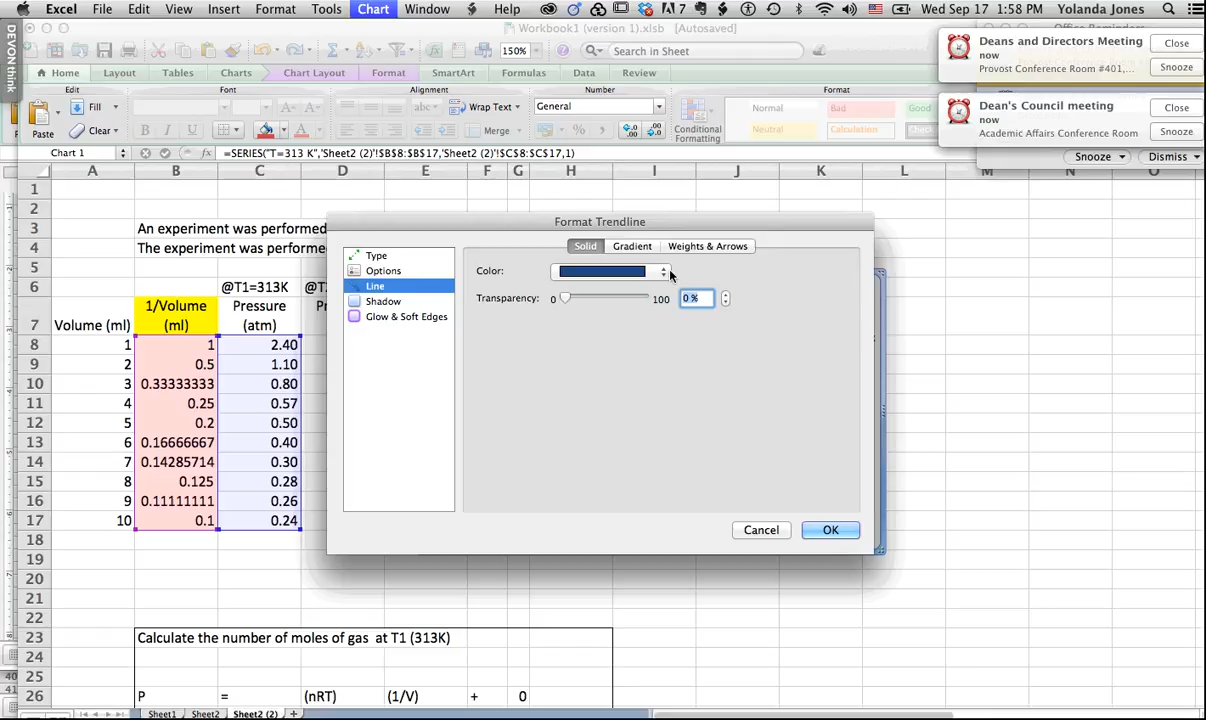 Excel File Edit View Insert Format Tools Chart Window Help Wed Sep 17 1:58 PM Yolanda Jones
Workbook1 (version 1).xlsb [Autosaved]
DEVONthink
150% Search in Sheet
Home Layout Tables Charts Chart Layout Format SmartArt Formulas Data Review
Edit Font Alignment Number Format
Paste Fill Clear
abc Wrap Text Merge
General
Conditional Formatting
Normal Bad Good
Neutral Calculation Check
B I U A
Deans and Directors Meeting Close
now
Provost Conference Room #401,... Snooze
Dean's Council meeting Close
now
Academic Affairs Conference Room Snooze
Snooze Dismiss
Chart 1 fx =SERIES("T=313 K",'Sheet2 (2)'!$B$8:$B$17,'Sheet2 (2)'!$C$8:$C$17,1)
A B C D E F G H I J K L M N O
1
2
3 An experiment was performed
4 The experiment was performe
5
6 @T1=313K
7 Volume (ml) 1/Volume (ml) Pressure (atm)
8 1 1 2.40
9 2 0.5 1.10
10 3 0.33333333 0.80
11 4 0.25 0.57
12 5 0.2 0.50
13 6 0.16666667 0.40
14 7 0.14285714 0.30
15 8 0.125 0.28
16 9 0.11111111 0.26
17 10 0.1 0.24
18
19
20
21
22
23 Calculate the number of moles of gas at T1 (313K)
24
25
26 P = (nRT) (1/V) + 0
Format Trendline
Type
Options
Line
Shadow
Glow & Soft Edges
Solid Gradient Weights & Arrows
Color:
Transparency: 0 100 0 %
Cancel OK
Sheet1 Sheet2 Sheet2 (2) +